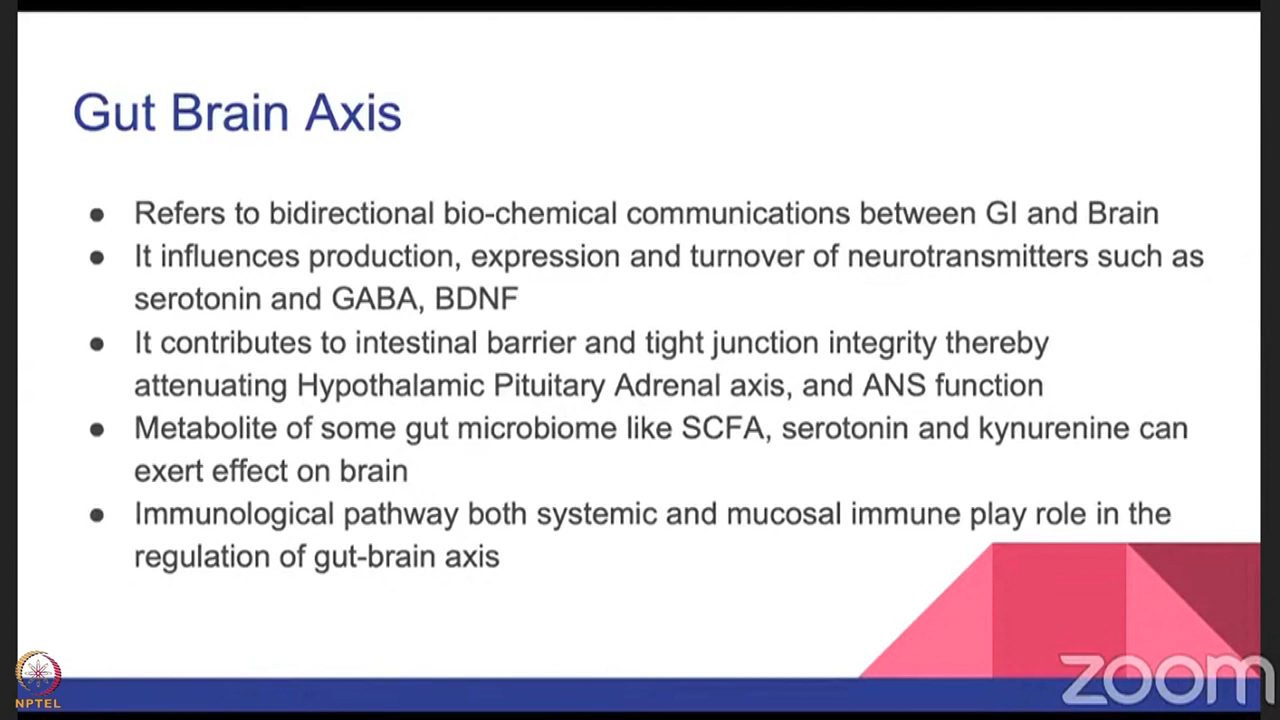 Gut Brain Axis
● Refers to bidirectional bio-chemical communications between GI and Brain
● It influences production, expression and turnover of neurotransmitters such as
serotonin and GABA, BDNF
● It contributes to intestinal barrier and tight junction integrity thereby
attenuating Hypothalamic Pituitary Adrenal axis, and ANS function
● Metabolite of some gut microbiome like SCFA, serotonin and kynurenine can
exert effect on brain
● Immunological pathway both systemic and mucosal immune play role in the
regulation of gut-brain axis
NPTEL
zoom